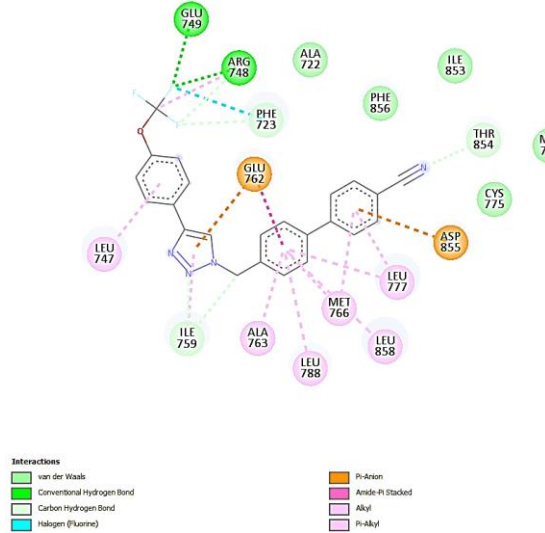 GLU
749
ARG
748
ALA
722
ILE
853
PHE
856
PHE
723
THR
854
GLU
762
CYS
775
ASP
855
LEU
747
LEU
777
MET
766
ILE
759
ALA
763
LEU
858
LEU
788
F
O
N
N
N
N
Interactions
van der Waals
Conventional Hydrogen Bond
Carbon Hydrogen Bond
Halogen (Fluorine)
Pi-Anion
Amide-Pi Stacked
Alkyl
Pi-Alkyl